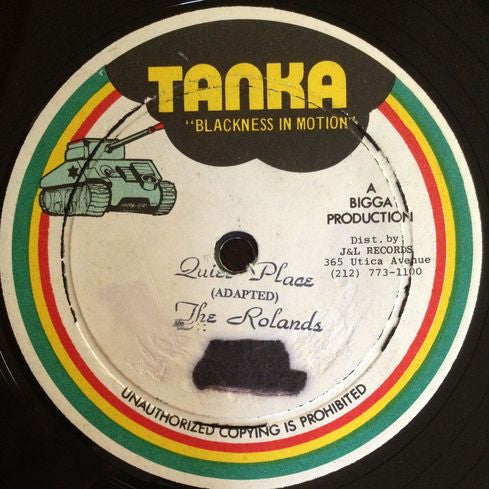 TANKA
"BLACKNESS IN MOTION"
A
BIGGA
PRODUCTION
Dist. by:
J&L RECORDS
365 Utica Avenue
(212) 773-1100
Quiet Place
(ADAPTED)
The Rolands
UNAUTHORIZED COPYING IS PROHIBITED